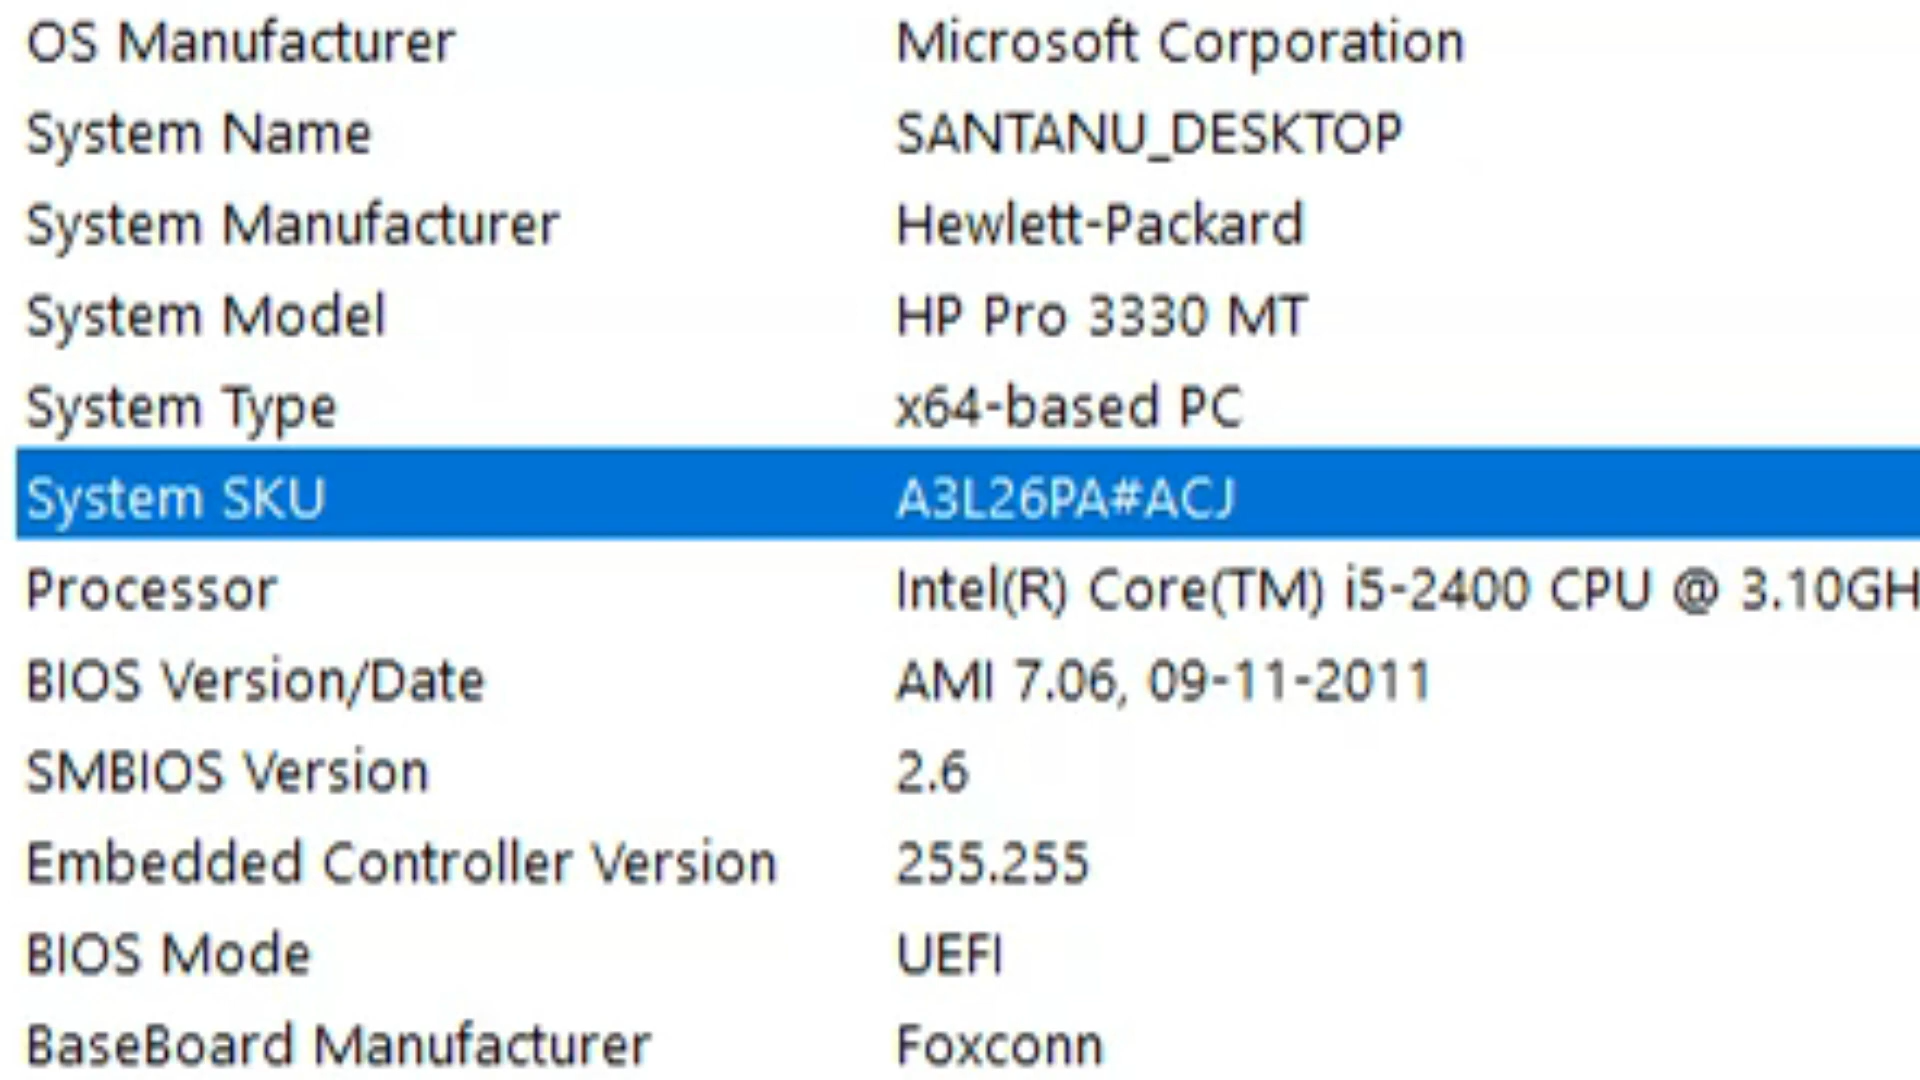 OS Manufacturer Microsoft Corporation
System Name SANTANU_DESKTOP
System Manufacturer Hewlett-Packard
System Model HP Pro 3330 MT
System Type x64-based PC
System SKU A3L26PA#ACJ
Processor Intel(R) Core(TM) i5-2400 CPU @ 3.10GH
BIOS Version/Date AMI 7.06, 09-11-2011
SMBIOS Version 2.6
Embedded Controller Version 255.255
BIOS Mode UEFI
BaseBoard Manufacturer Foxconn